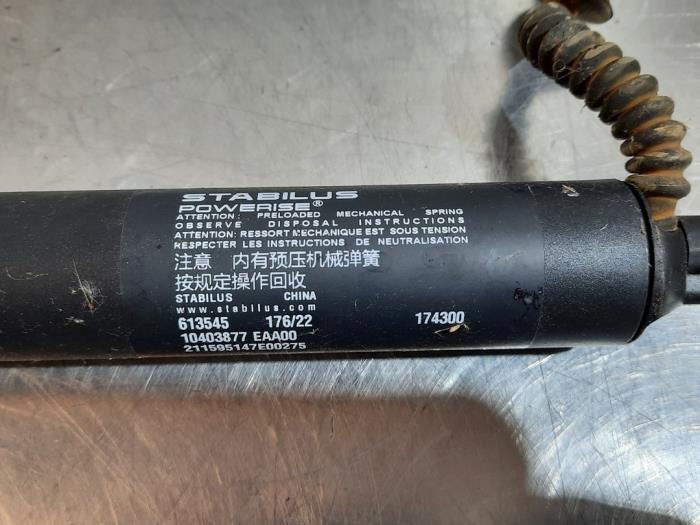 STABILUS
POWERISE®
ATTENTION: PRELOADED MECHANICAL SPRING
OBSERVE DISPOSAL INSTRUCTIONS
ATTENTION: RESSORT MECHANIQUE EST SOUS TENSION
RESPECTER LES INSTRUCTIONS DE NEUTRALISATION
注意 内有预压机械弹簧
按规定操作回收
STABILUS CHINA
www.stabilus.com
613545 176/22 174300
10403877 EAA00
211595147E00275